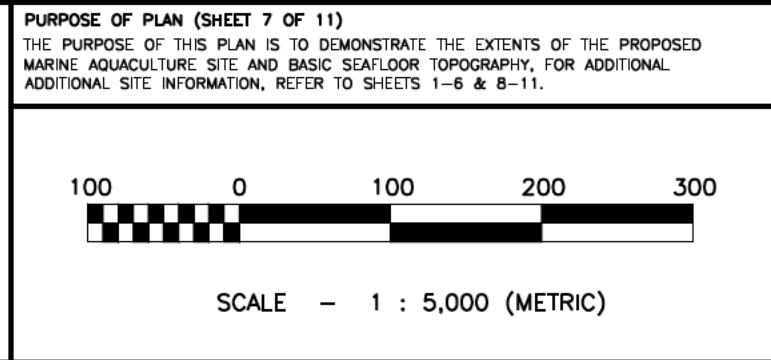 PURPOSE OF PLAN (SHEET 7 OF 11)
THE PURPOSE OF THIS PLAN IS TO DEMONSTRATE THE EXTENTS OF THE PROPOSED
MARINE AQUACULTURE SITE AND BASIC SEAFLOOR TOPOGRAPHY, FOR ADDITIONAL
ADDITIONAL SITE INFORMATION, REFER TO SHEETS 1-6 & 8-11.
100 0 100 200 300
SCALE - 1 : 5,000 (METRIC)